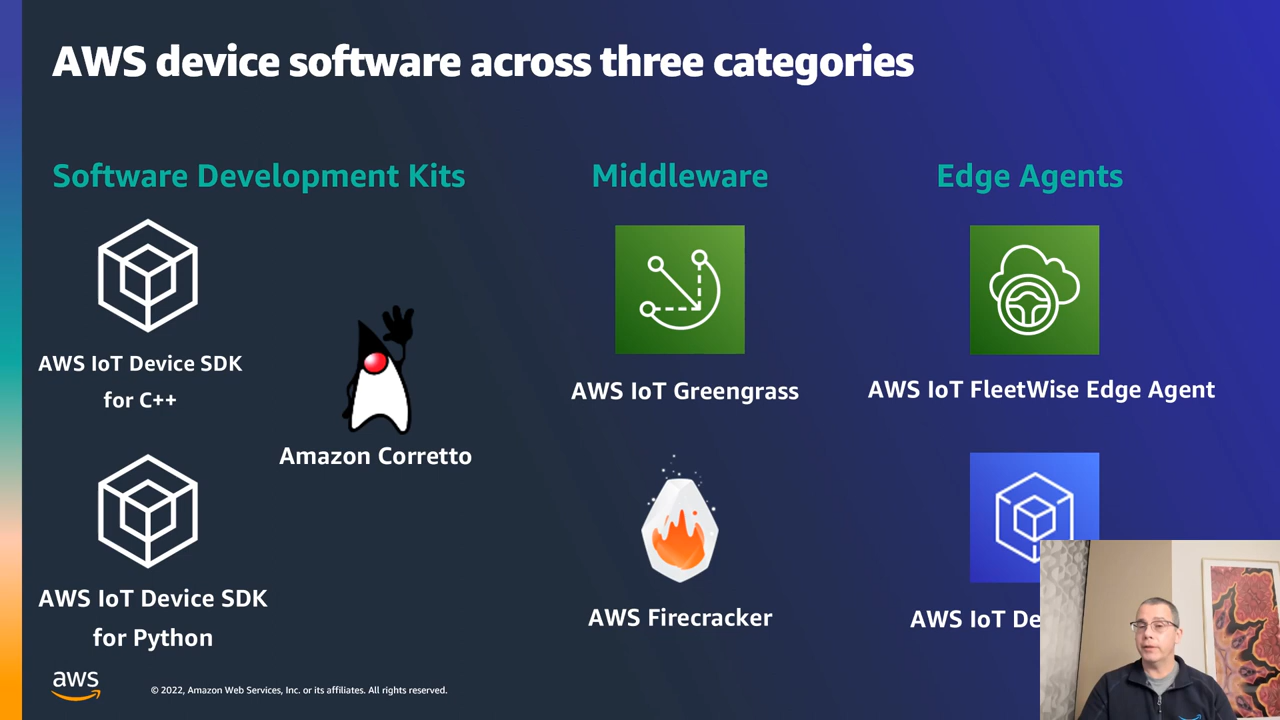 AWS device software across three categories
Software Development Kits
AWS IoT Device SDK
for C++
Amazon Corretto
AWS IoT Device SDK
for Python
Middleware
AWS IoT Greengrass
AWS Firecracker
Edge Agents
AWS IoT FleetWise Edge Agent
AWS IoT De
aws
© 2022, Amazon Web Services, Inc. or its affiliates. All rights reserved.